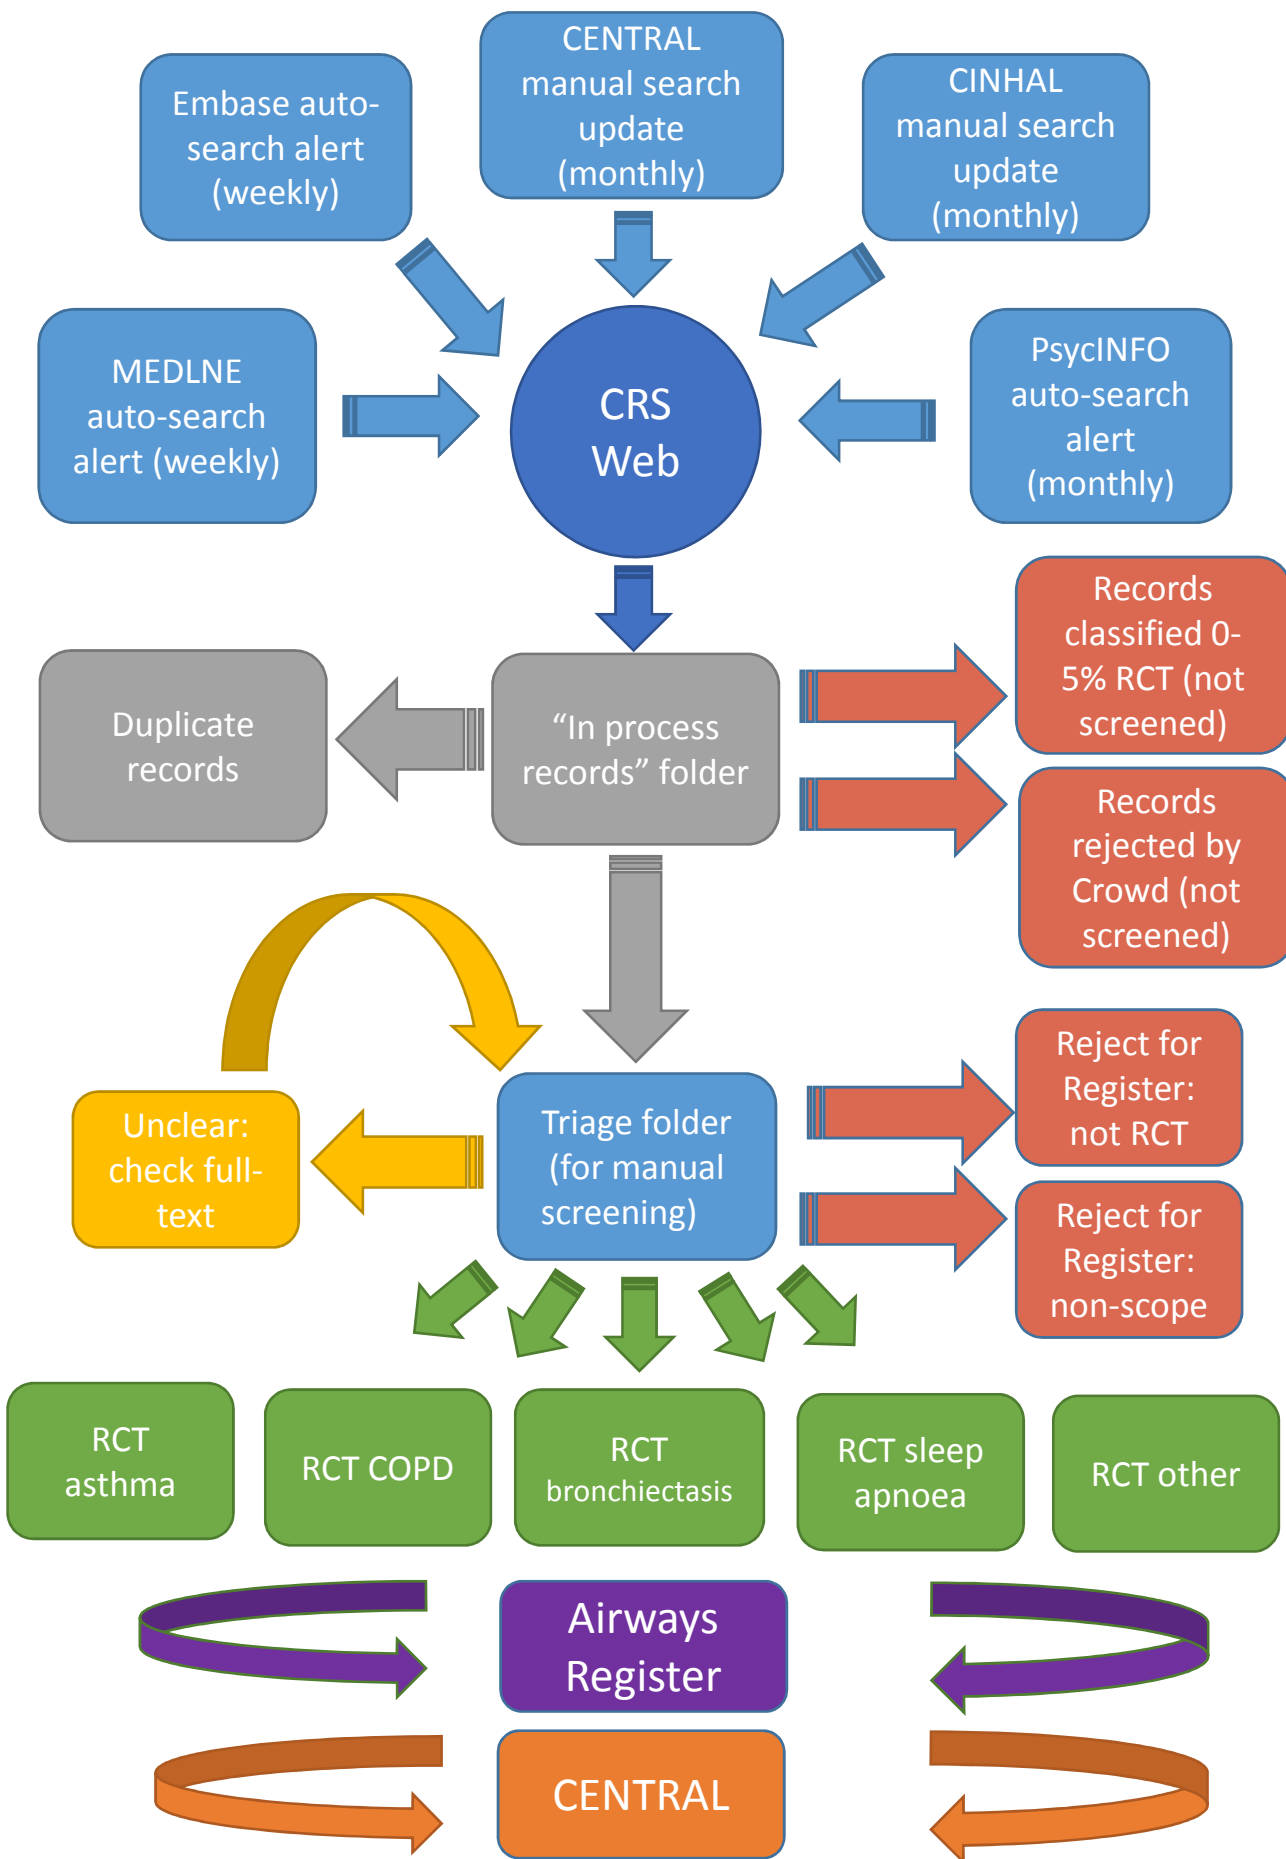 CENTRAL
manual search
update
(monthly)
Embase auto-
search alert
(weekly)
CINHAL
manual search
update
(monthly)
MEDLNE
auto-search
alert (weekly)
CRS
Web
PsycINFO
auto-search
alert
(monthly)
Records
classified 0-
5% RCT (not
screened)
Duplicate
records
“In process
records” folder
Records
rejected by
Crowd (not
screened)
Reject for
Register:
not RCT
Unclear:
check full-
text
Triage folder
(for manual
screening)
Reject for
Register:
non-scope
RCT
asthma
RCT COPD
RCT
bronchiectasis
RCT sleep
apnoea
RCT other
Airways
Register
CENTRAL